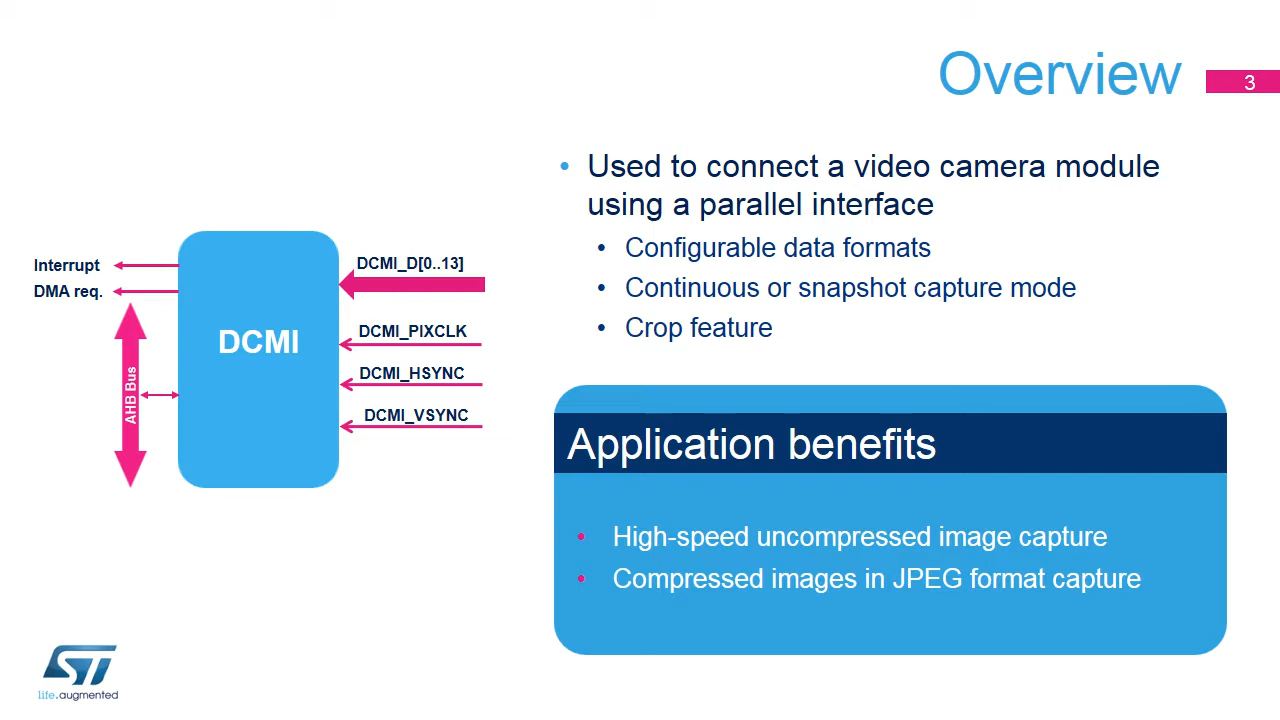 Overview
3
• Used to connect a video camera module
using a parallel interface
• Configurable data formats
• Continuous or snapshot capture mode
• Crop feature
Interrupt
DMA req.
AHB Bus
DCMI
DCMI_D[0..13]
DCMI_PIXCLK
DCMI_HSYNC
DCMI_VSYNC
Application benefits
• High-speed uncompressed image capture
• Compressed images in JPEG format capture
ST
life.augmented